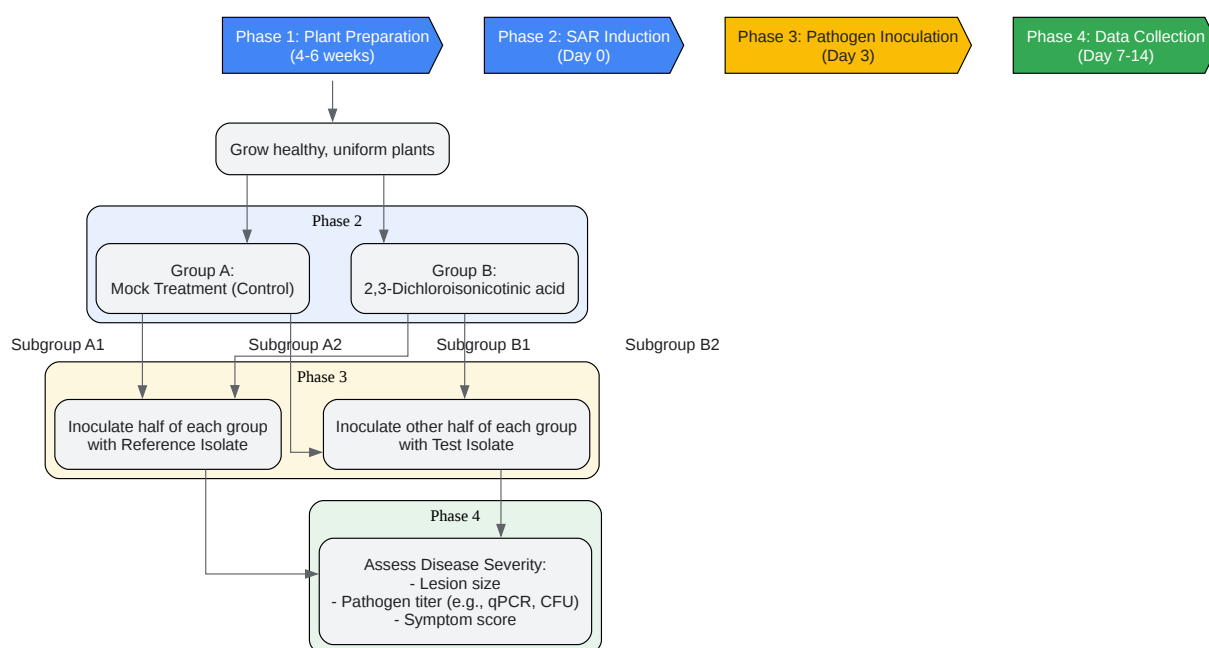 Phase 1: Plant Preparation
(4-6 weeks)
Phase 2: SAR Induction
(Day 0)
Phase 3: Pathogen Inoculation
(Day 3)
Phase 4: Data Collection
(Day 7-14)
Grow healthy, uniform plants
Phase 2
Group A:
Mock Treatment (Control)
Group B:
2,3-Dichloroisonicotinic acid
Subgroup A1
Subgroup A2
Subgroup B1
Subgroup B2
Phase 3
Inoculate half of each group
with Reference Isolate
Inoculate other half of each group
with Test Isolate
Phase 4
Assess Disease Severity:
- Lesion size
- Pathogen titer (e.g., qPCR, CFU)
- Symptom score